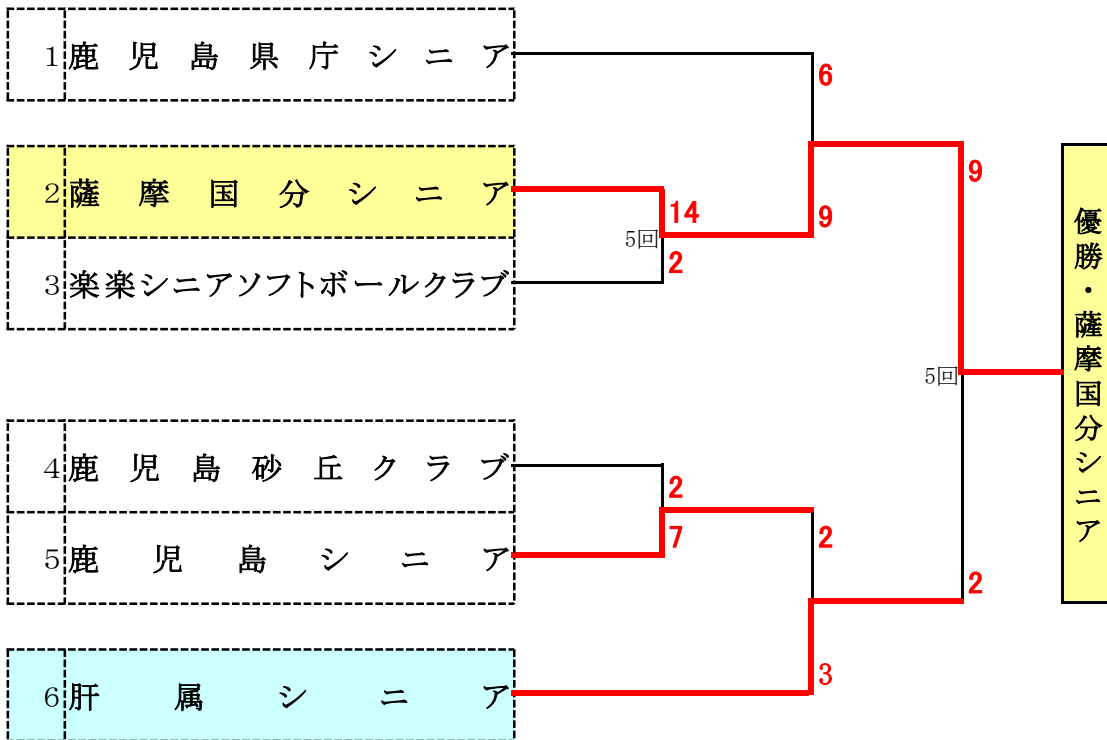 1 鹿児島県庁シニア
6
2 薩摩国分シニア
14
5回
9
3 楽楽シニアソフトボールクラブ
2
9
5回
優勝・薩摩国分シニア
4 鹿児島砂丘クラブ
2
5 鹿児島シニア
7
2
2
6 肝属シニア
3